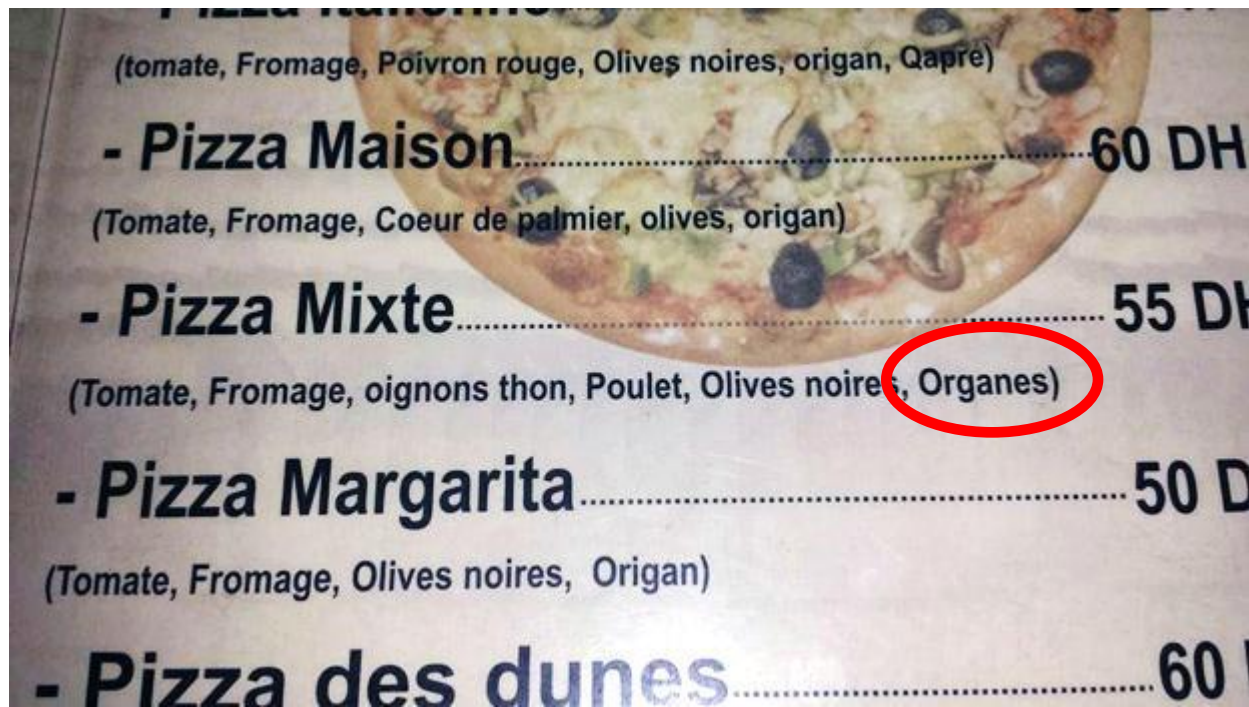 - Pizza Italienne
(tomate, Fromage, Poivron rouge, Olives noires, origan, Qapre)
- Pizza Maison 60 DH
(Tomate, Fromage, Coeur de palmier, olives, origan)
- Pizza Mixte 55 DH
(Tomate, Fromage, oignons thon, Poulet, Olives noires, Organes)
- Pizza Margarita 50 D
(Tomate, Fromage, Olives noires, Origan)
- Pizza des dunes 60